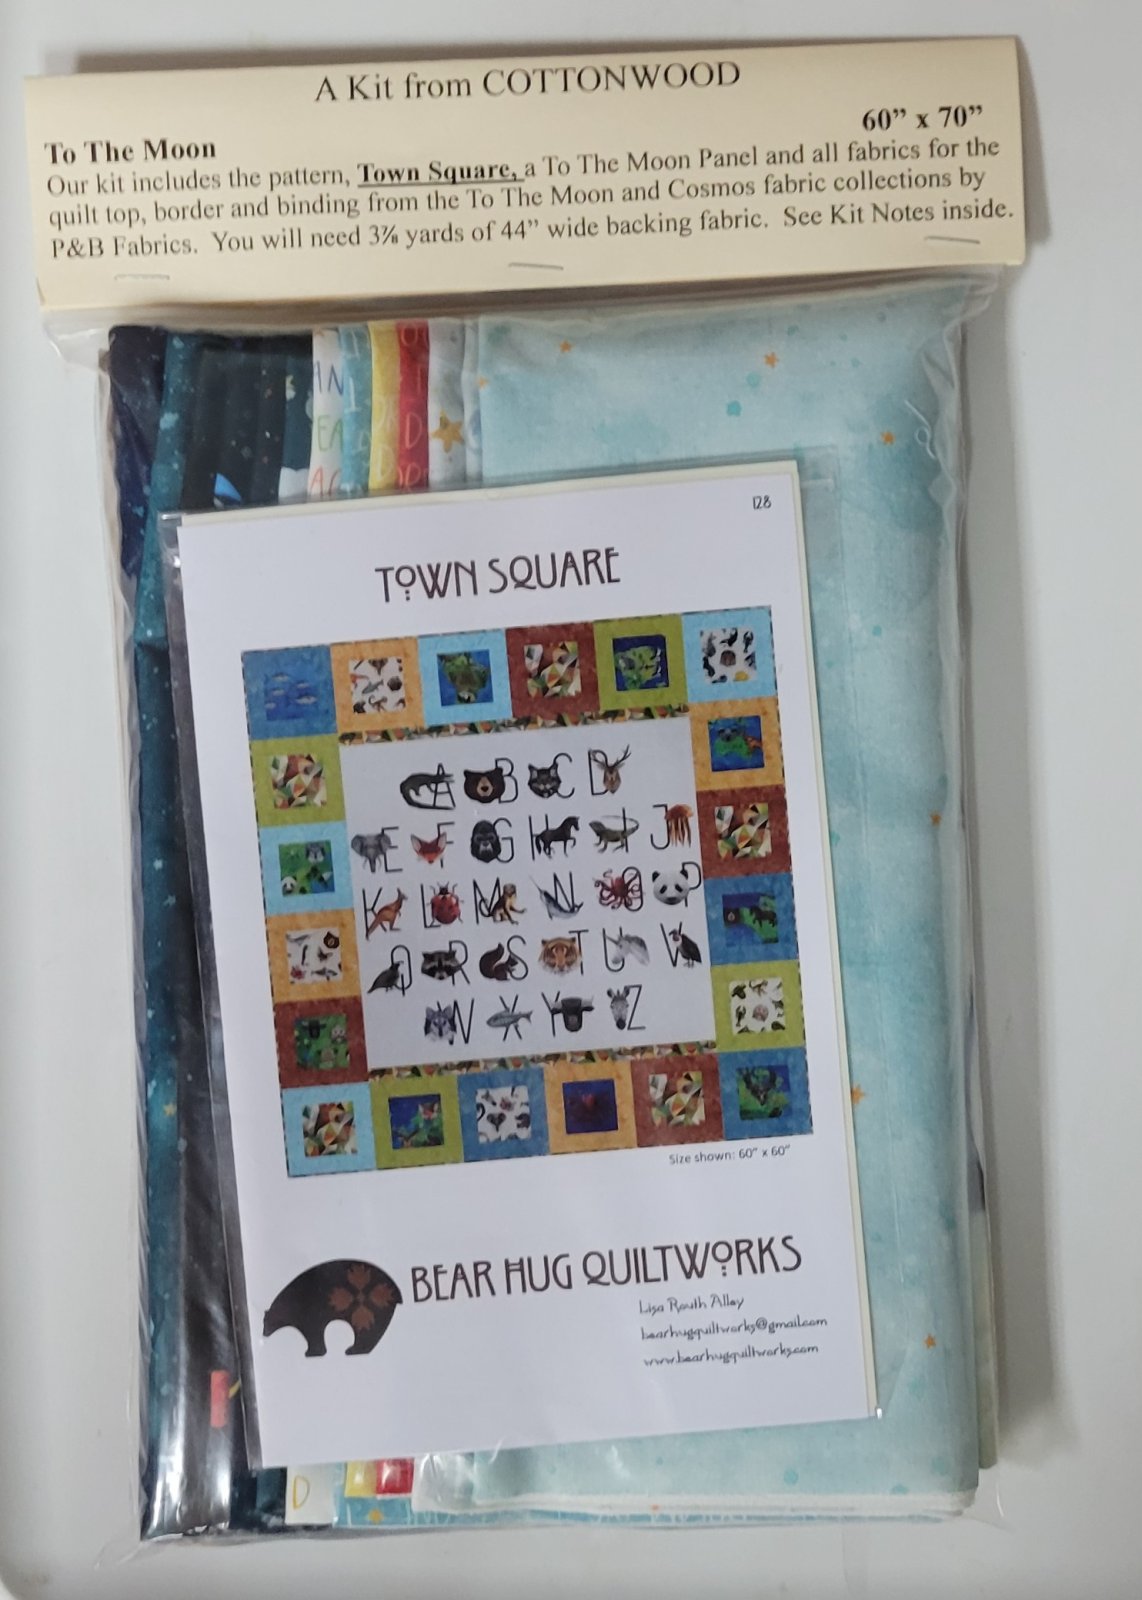 A Kit from COTTONWOOD
60” x 70”
To The Moon
Our kit includes the pattern, Town Square, a To The Moon Panel and all fabrics for the
quilt top, border and binding from the To The Moon and Cosmos fabric collections by
P&B Fabrics. You will need 3⅞ yards of 44” wide backing fabric. See Kit Notes inside.
128
TOWN SQUARE
A B C D
E F G H I J
K L M N O P
Q R S T U V
W X Y Z
Size shown: 60" x 60"
BEAR HUG QUILTWORKS
Lisa Routh Alley
bearhugquiltworks@gmail.com
www.bearhugquiltworks.com
D